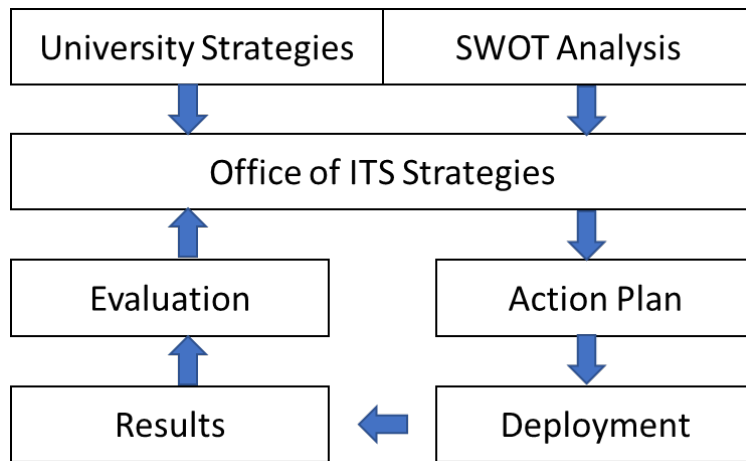 University Strategies
SWOT Analysis
Office of ITS Strategies
Evaluation
Action Plan
Results
Deployment